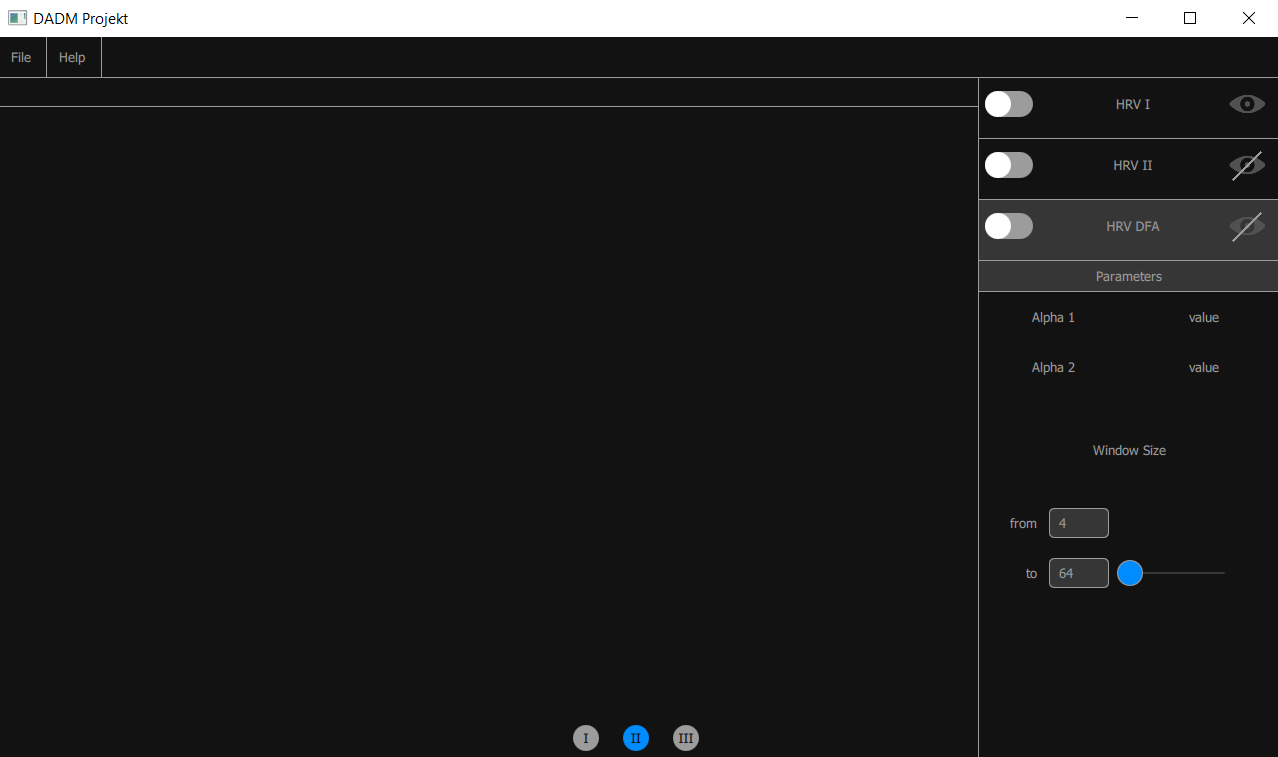 DADM Projekt
File Help
HRV I
HRV II
HRV DFA
Parameters
Alpha 1 value
Alpha 2 value
Window Size
from 4
to 64
I II III